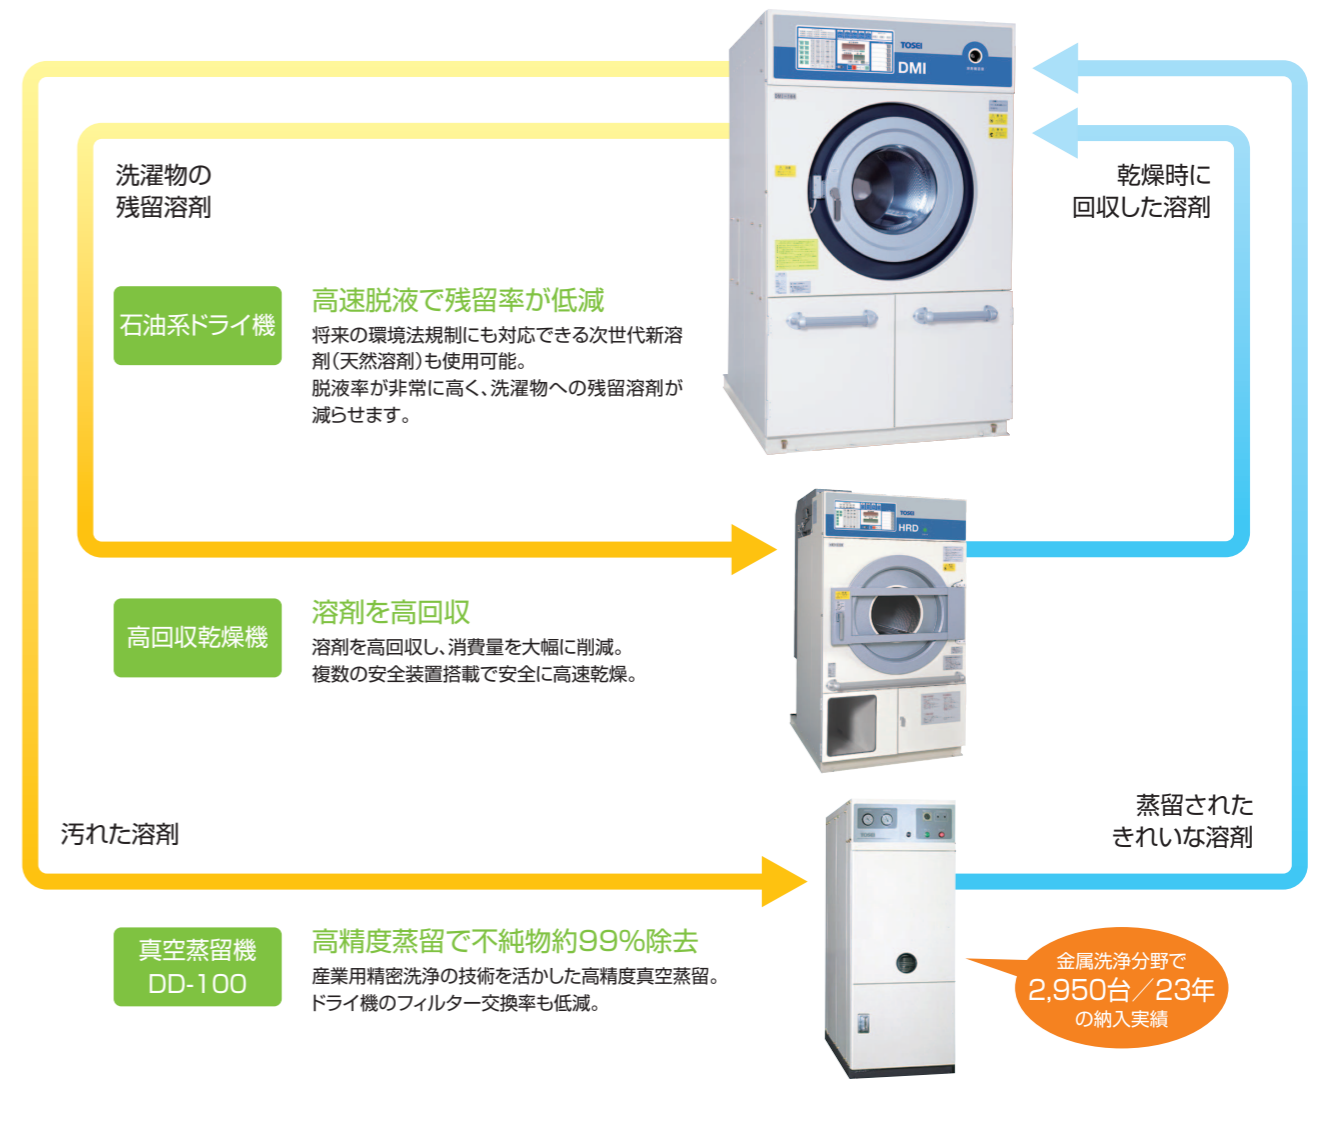 TOSEI
DMI
洗濯物の
残留溶剤
乾燥時に
回収した溶剤
石油系ドライ機
高速脱液で残留率が低減
将来の環境法規制にも対応できる次世代新溶
剤(天然溶剤)も使用可能。
脱液率が非常に高く、洗濯物への残留溶剤が
減らせます。
TOSEI
HRD
高回収乾燥機
溶剤を高回収
溶剤を高回収し、消費量を大幅に削減。
複数の安全装置搭載で安全に高速乾燥。
汚れた溶剤
蒸留された
きれいな溶剤
TOSEI
真空蒸留機
DD-100
高精度蒸留で不純物約99%除去
産業用精密洗浄の技術を活かした高精度真空蒸留。
ドライ機のフィルター交換率も低減。
金属洗浄分野で
2,950台/23年
の納入実績